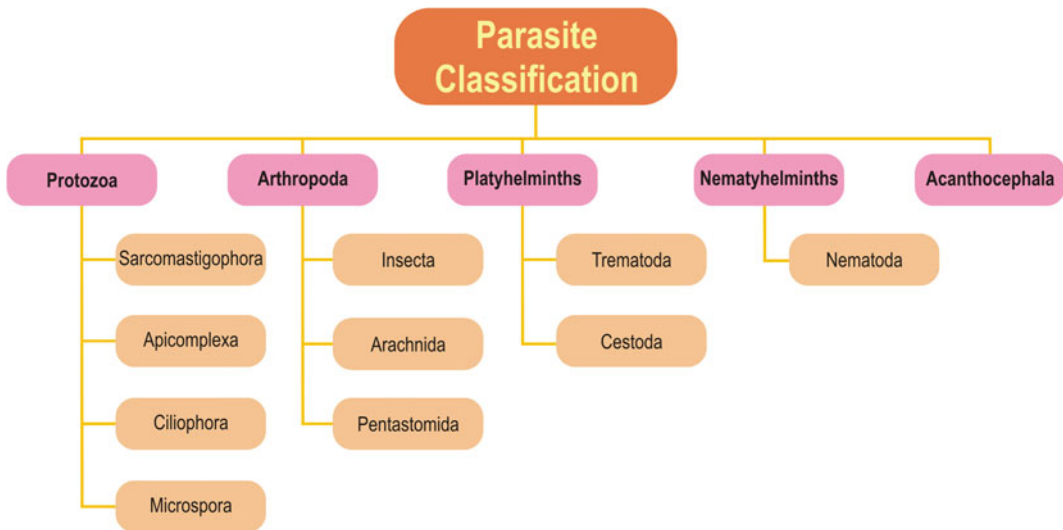 Parasite
Classification
Protozoa
Arthropoda
Platyhelminths
Nematyhelminths
Acanthocephala
Sarcomastigophora
Insecta
Trematoda
Nematoda
Apicomplexa
Arachnida
Cestoda
Ciliophora
Pentastomida
Microspora